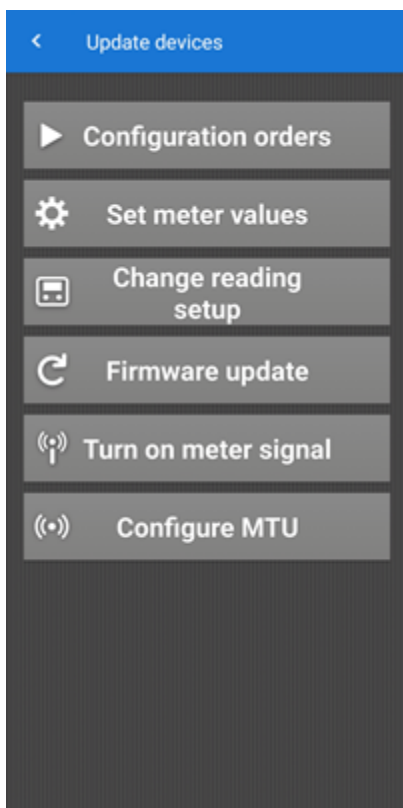 Update devices
Configuration orders
Set meter values
Change reading
setup
Firmware update
Turn on meter signal
Configure MTU